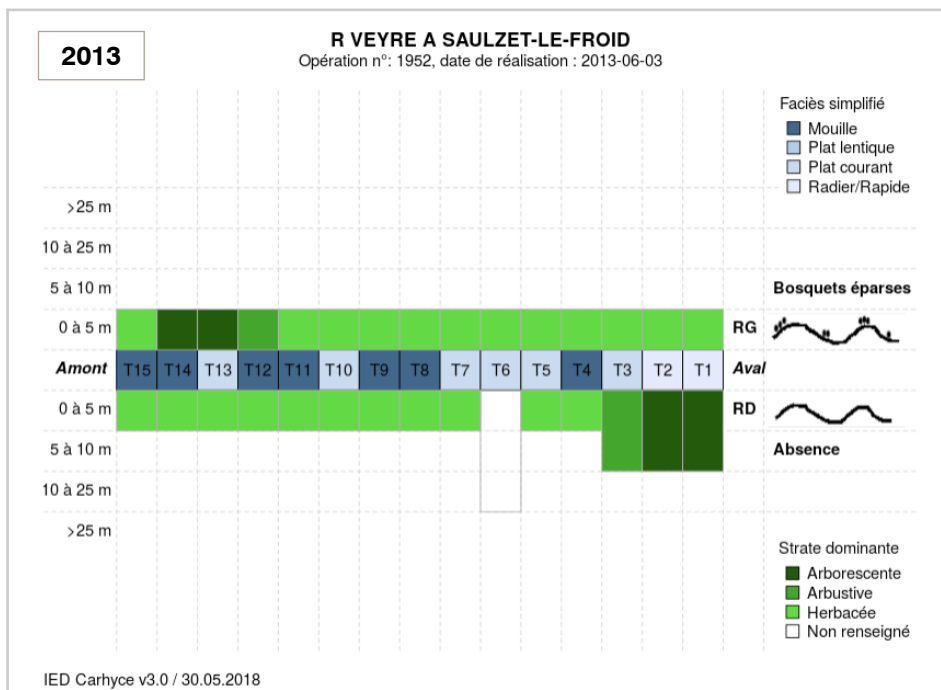 2013
R VEYRE A SAULZET-LE-FROID
Opération n°: 1952, date de réalisation : 2013-06-03
Faciès simplifié
Mouille
Plat lentique
Plat courant
Radier/Rapide
>25 m
10 à 25 m
5 à 10 m
Bosquets éparses
0 à 5 m
RG
Amont T15 T14 T13 T12 T11 T10 T9 T8 T7 T6 T5 T4 T3 T2 T1 Aval
0 à 5 m
RD
5 à 10 m
Absence
10 à 25 m
>25 m
Strate dominante
Arborescente
Arbustive
Herbacée
Non renseigné
IED Carhyce v3.0 / 30.05.2018